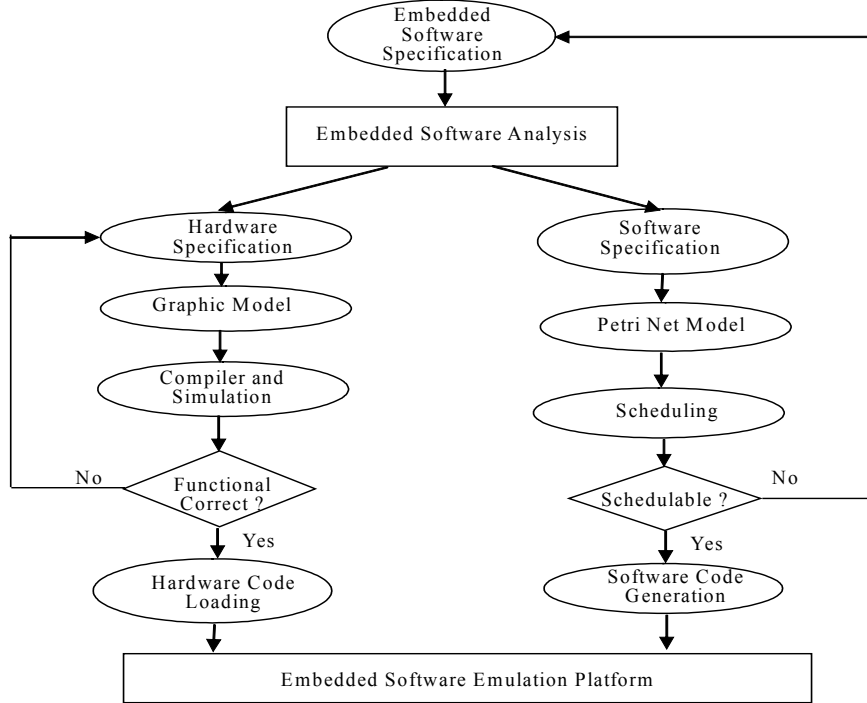 Embedded
Software
Specification
Embedded Software Analysis
Hardware
Specification
Software
Specification
Graphic Model
Petri Net Model
Compiler and
Simulation
Scheduling
No
Functional
Correct ?
Schedulable ?
No
Yes
Yes
Hardware Code
Loading
Software Code
Generation
Embedded Software Emulation Platform